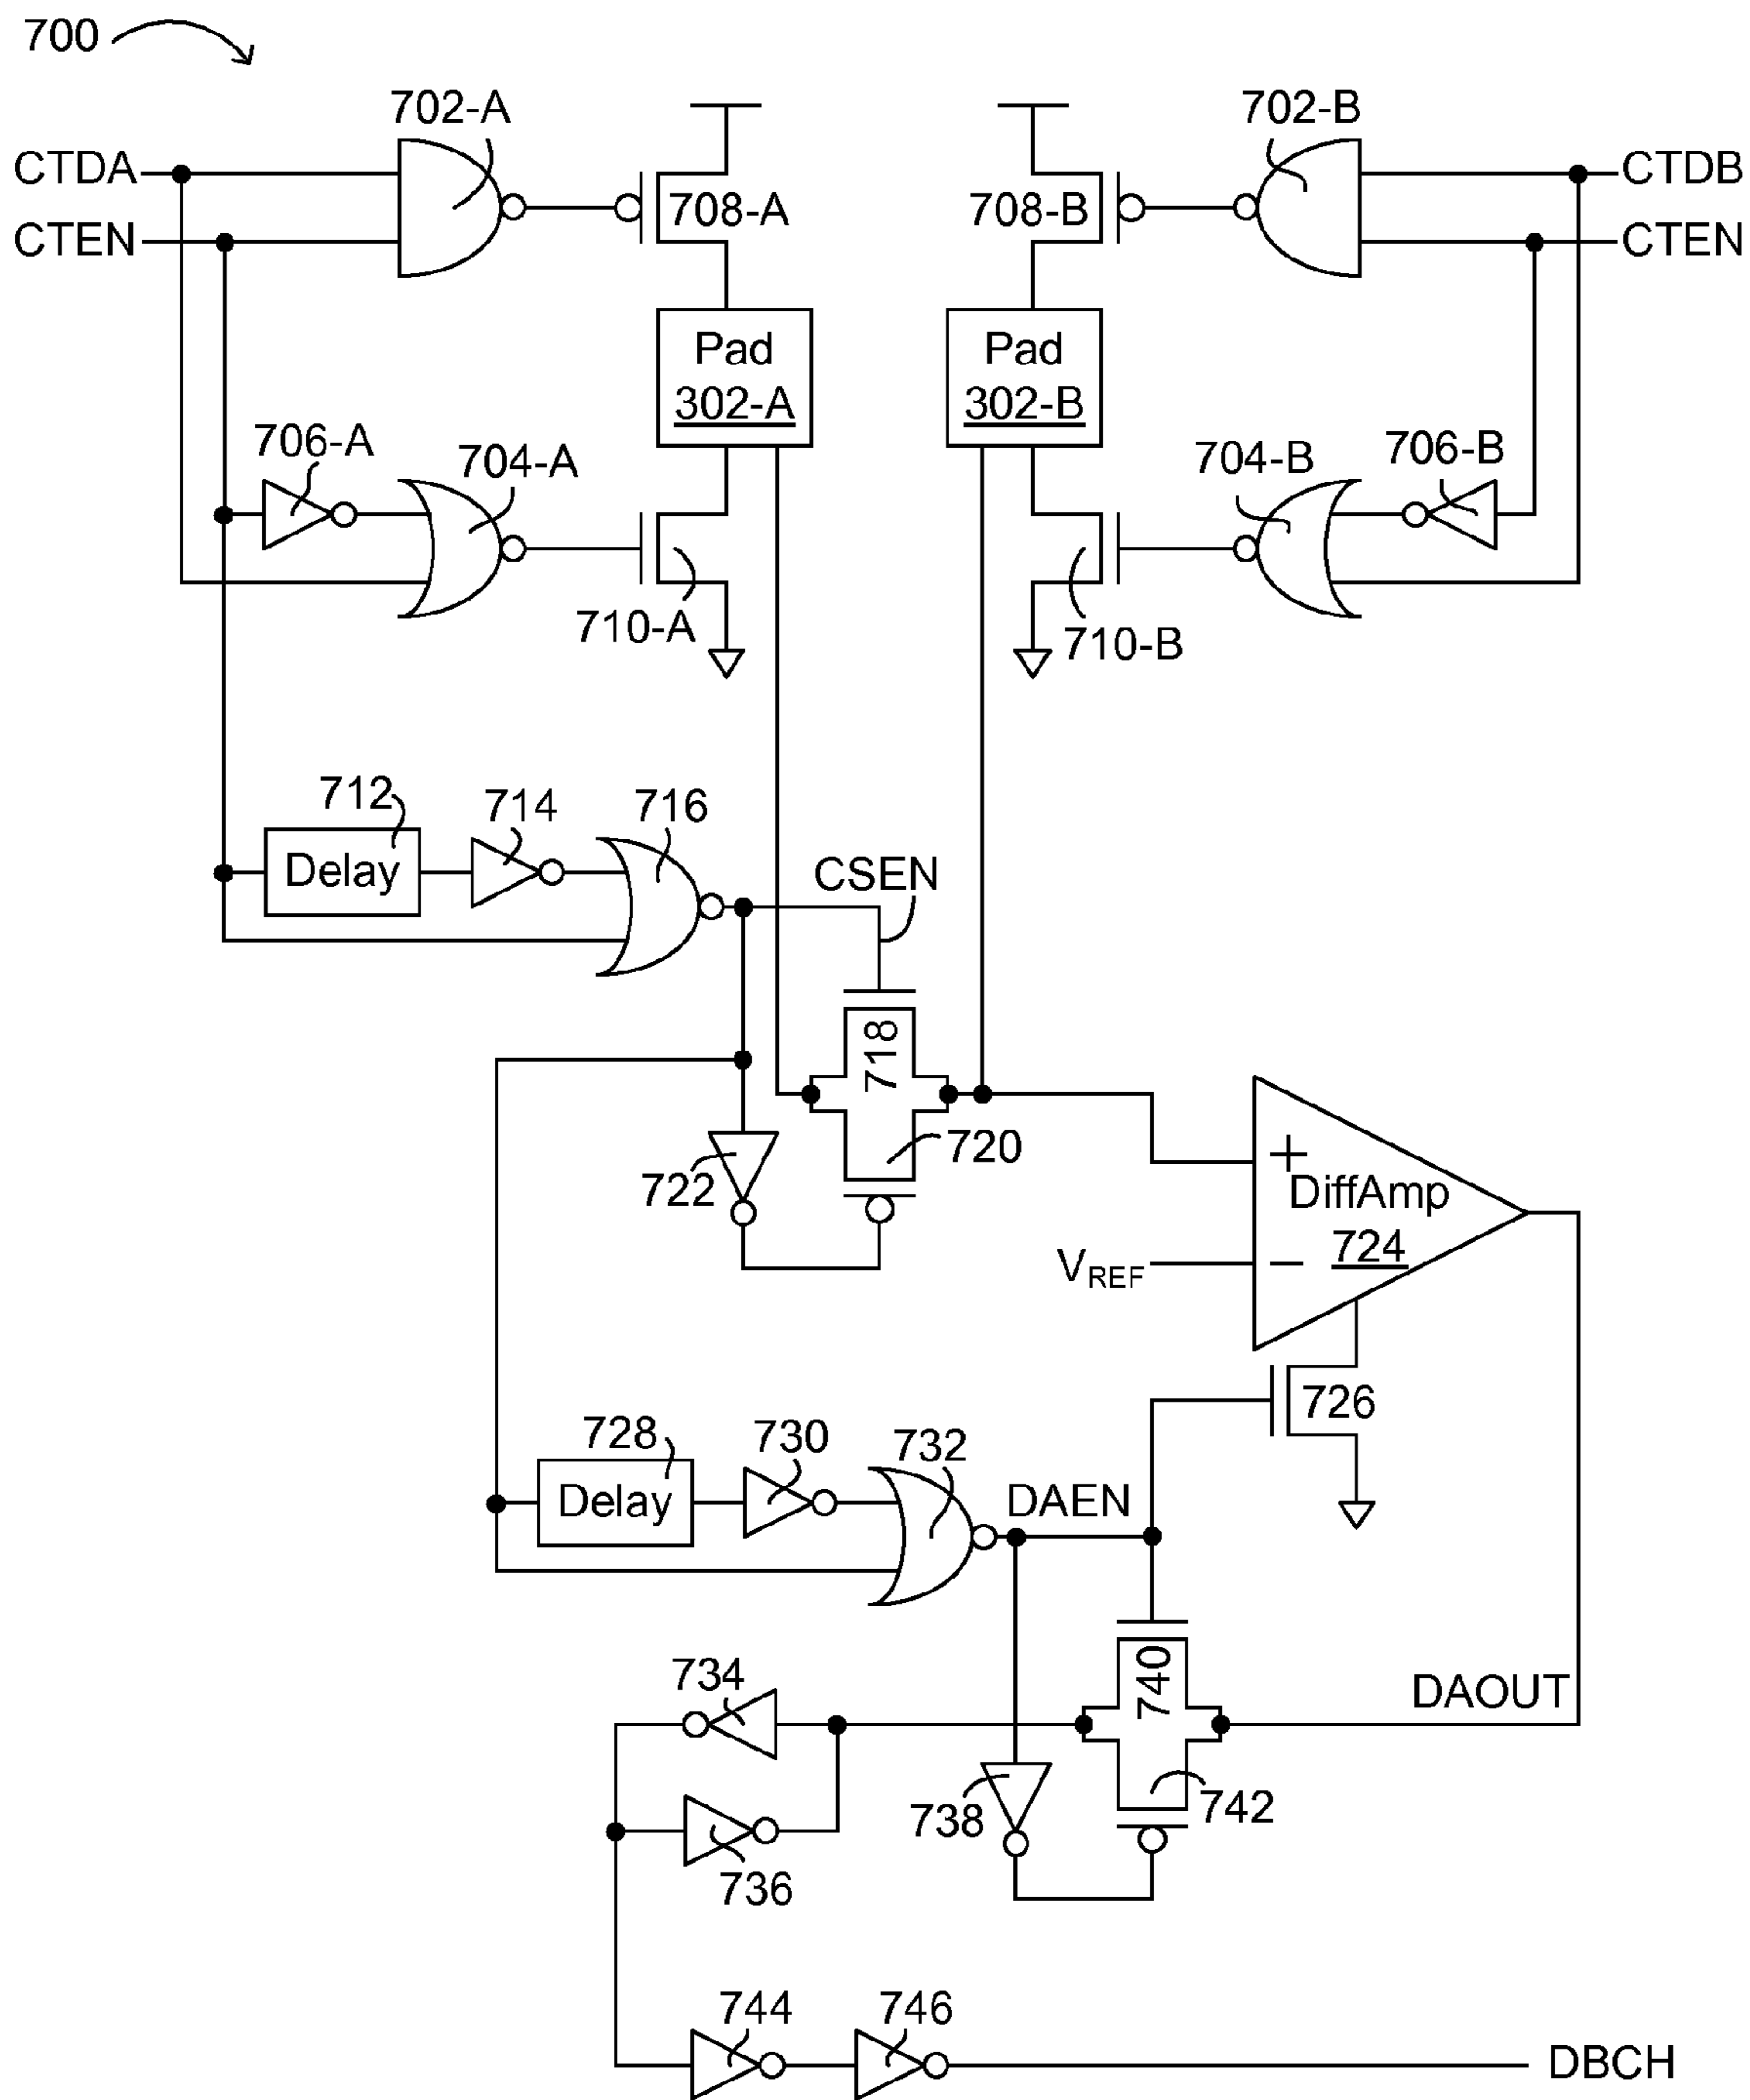 700
702-A
702-B
CTDA
CTDB
CTEN
CTEN
708-A
708-B
Pad
302-A
Pad
302-B
706-A
704-A
704-B
706-B
710-A
710-B
712
714
716
Delay
CSEN
718
720
722
+
DiffAmp
724
VREF
−
726
728
730
732
Delay
DAEN
734
740
DAOUT
738
742
736
744
746
DBCH